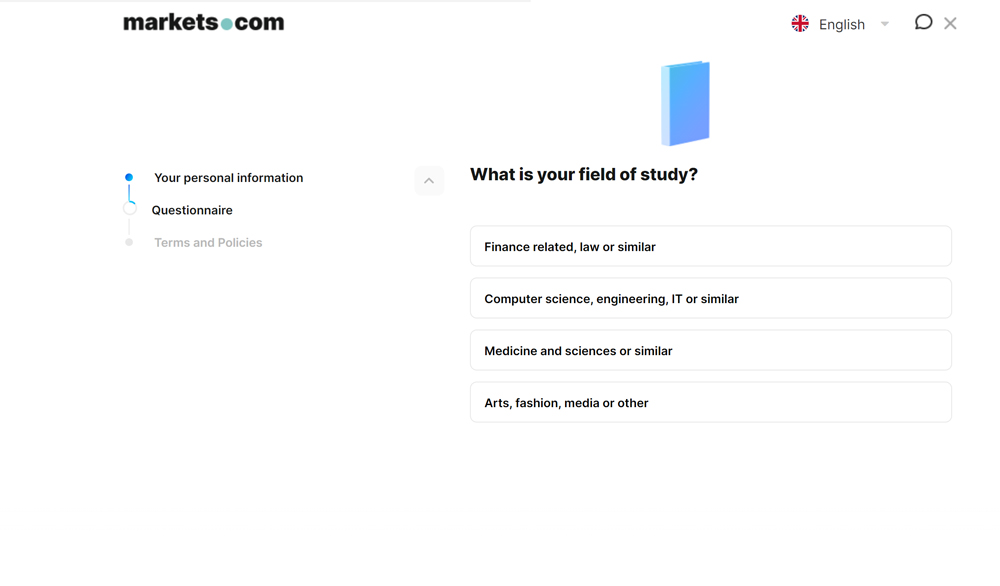 markets.com
English
Your personal information
Questionnaire
Terms and Policies
What is your field of study?
Finance related, law or similar
Computer science, engineering, IT or similar
Medicine and sciences or similar
Arts, fashion, media or other